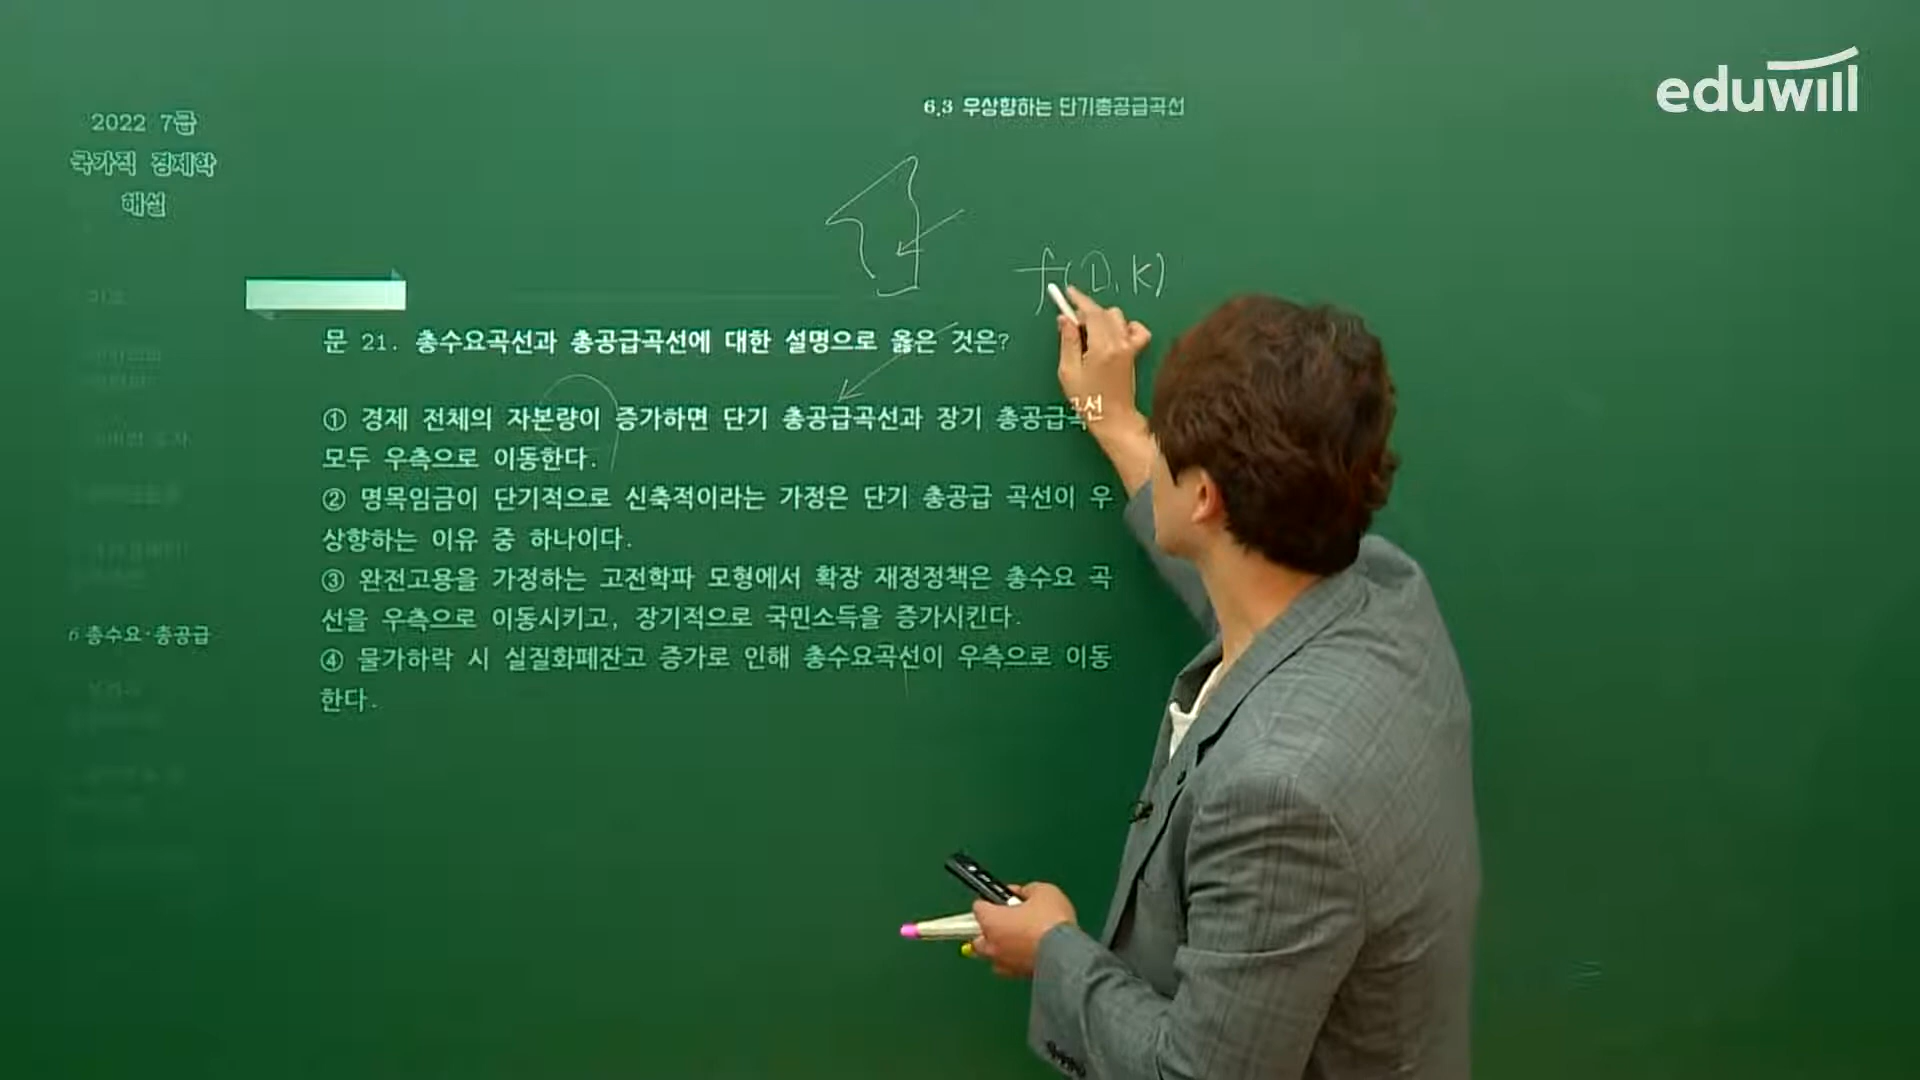 eduwill
6.3 우상향하는 단기총공급곡선
2022 7급
국가직 경제학
해설
f(L, K)
문 21. 총수요곡선과 총공급곡선에 대한 설명으로 옳은 것은?
① 경제 전체의 자본량이 증가하면 단기 총공급곡선과 장기 총공급곡선
모두 우측으로 이동한다.
② 명목임금이 단기적으로 신축적이라는 가정은 단기 총공급 곡선이 우
상향하는 이유 중 하나이다.
③ 완전고용을 가정하는 고전학파 모형에서 확장 재정정책은 총수요 곡
선을 우측으로 이동시키고, 장기적으로 국민소득을 증가시킨다.
④ 물가하락 시 실질화폐잔고 증가로 인해 총수요곡선이 우측으로 이동
한다.
6 총수요·총공급